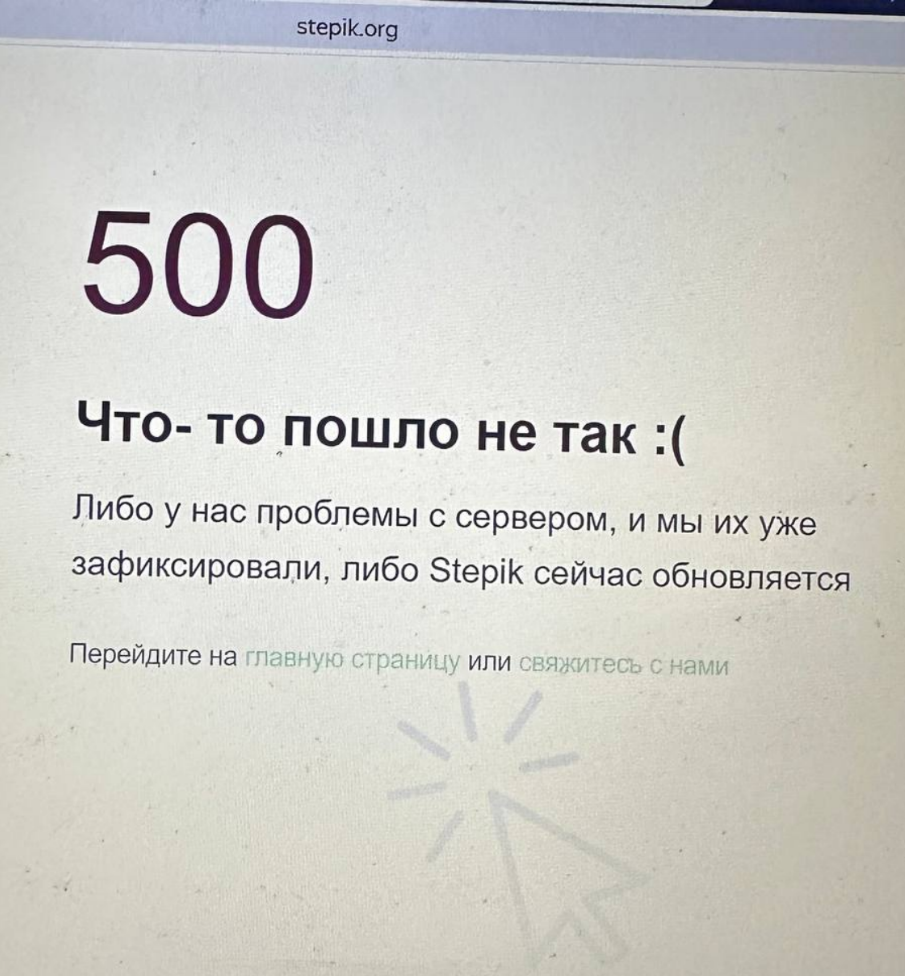 stepik.org
500
Что- то пошло не так :(
Либо у нас проблемы с сервером, и мы их уже
зафиксировали, либо Stepik сейчас обновляется
Перейдите на главную страницу или свяжитесь с нами